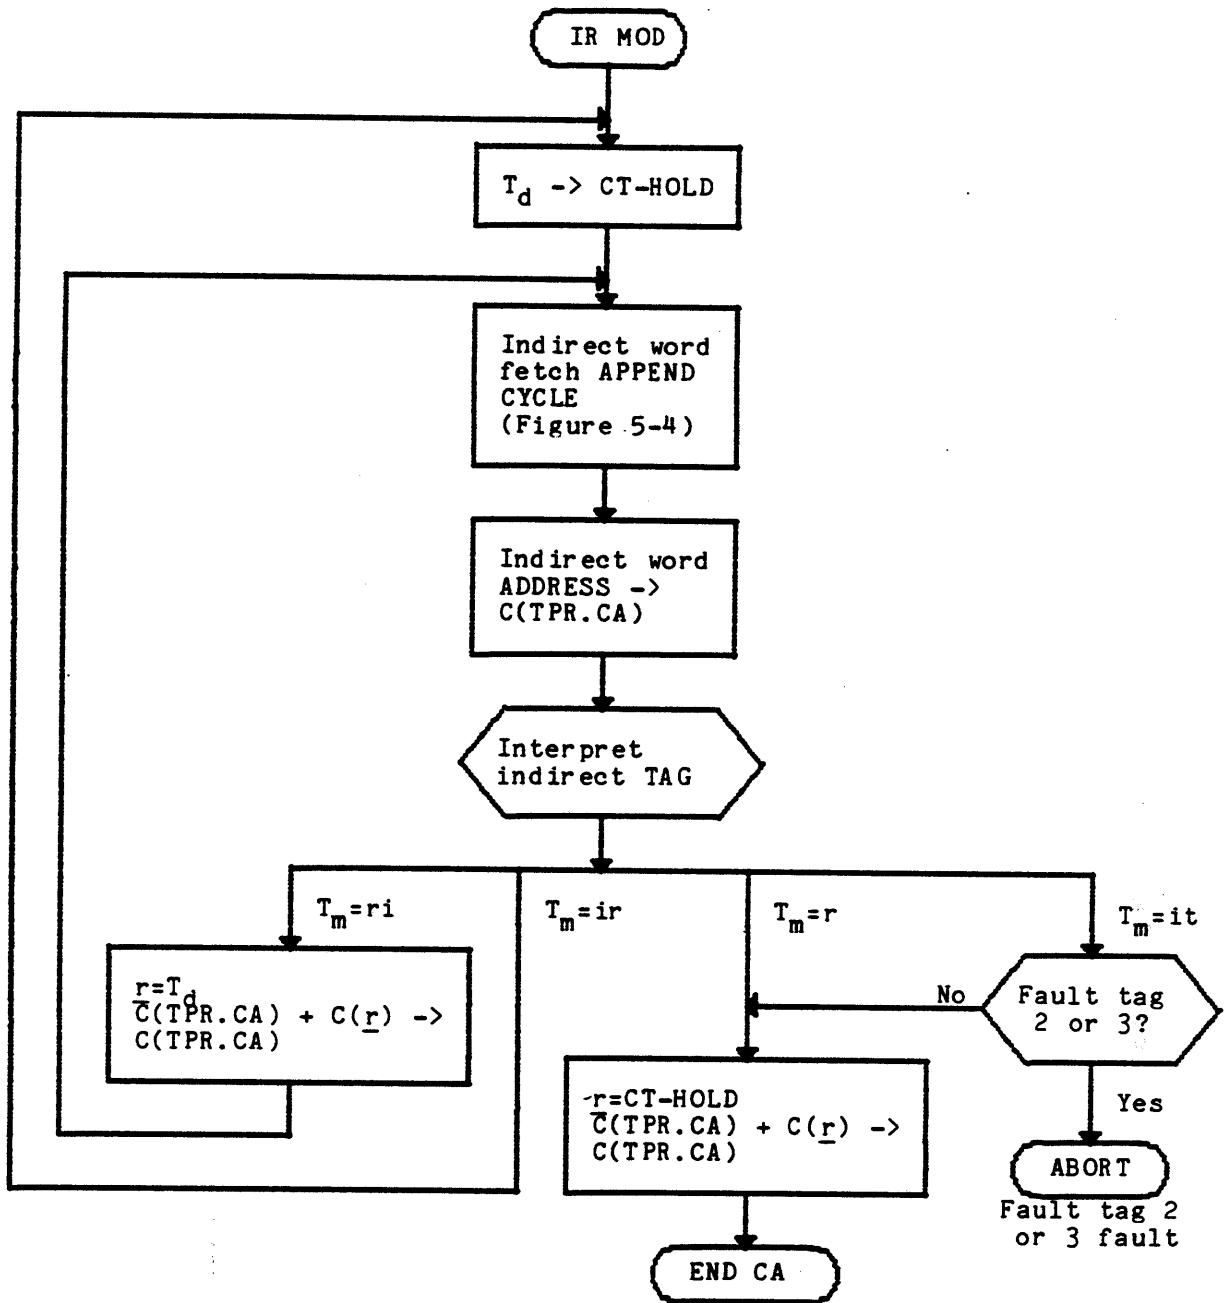 IR MOD
T_d -> CT-HOLD
Indirect word
fetch APPEND
CYCLE
(Figure 5-4)
Indirect word
ADDRESS ->
C(TPR.CA)
Interpret
indirect TAG
T_m=ri
T_m=ir
T_m=r
T_m=it
r=T_d
C(TPR.CA) + C(r) ->
C(TPR.CA)
No
Fault tag
2 or 3?
r=CT-HOLD
C(TPR.CA) + C(r) ->
C(TPR.CA)
Yes
ABORT
Fault tag 2
or 3 fault
END CA